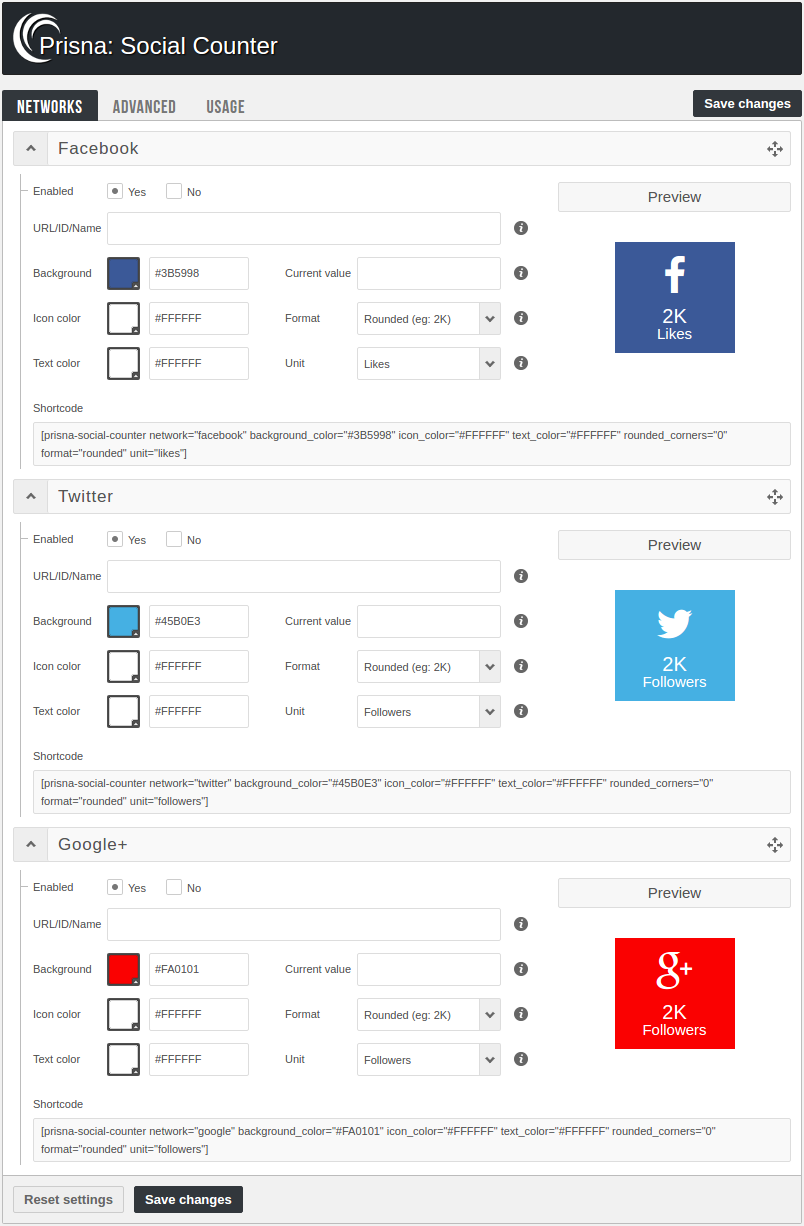 Prisna: Social Counter
NETWORKS ADVANCED USAGE Save changes
Facebook
Enabled Yes No Preview
URL/ID/Name
Background #3B5998 Current value
Icon color #FFFFFF Format Rounded (eg: 2K)
2K
Likes
Text color #FFFFFF Unit Likes
Shortcode
[prisna-social-counter network="facebook" background_color="#3B5998" icon_color="#FFFFFF" text_color="#FFFFFF" rounded_corners="0"
format="rounded" unit="likes"]
Twitter
Enabled Yes No Preview
URL/ID/Name
Background #45B0E3 Current value
Icon color #FFFFFF Format Rounded (eg: 2K)
2K
Followers
Text color #FFFFFF Unit Followers
Shortcode
[prisna-social-counter network="twitter" background_color="#45B0E3" icon_color="#FFFFFF" text_color="#FFFFFF" rounded_corners="0"
format="rounded" unit="followers"]
Google+
Enabled Yes No Preview
URL/ID/Name
Background #FA0101 Current value
g+
Icon color #FFFFFF Format Rounded (eg: 2K)
2K
Followers
Text color #FFFFFF Unit Followers
Shortcode
[prisna-social-counter network="google" background_color="#FA0101" icon_color="#FFFFFF" text_color="#FFFFFF" rounded_corners="0"
format="rounded" unit="followers"]
Reset settings Save changes